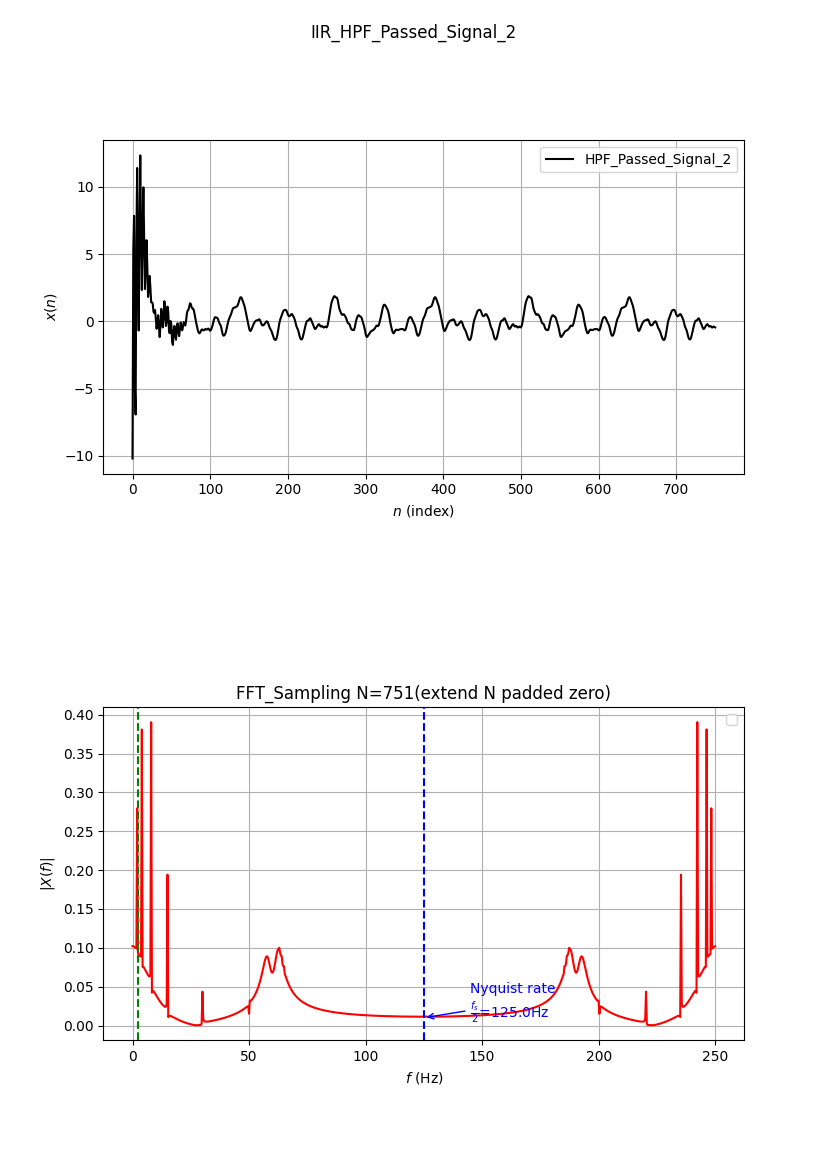 IIR_HPF_Passed_Signal_2
HPF_Passed_Signal_2
10
5
0
−5
−10
x(n)
0 100 200 300 400 500 600 700
n (index)
FFT_Sampling N=751(extend N padded zero)
0.40
0.35
0.30
0.25
0.20
0.15
0.10
0.05
0.00
|X(f)|
Nyquist rate
f_s/2=125.0Hz
0 50 100 150 200 250
f (Hz)